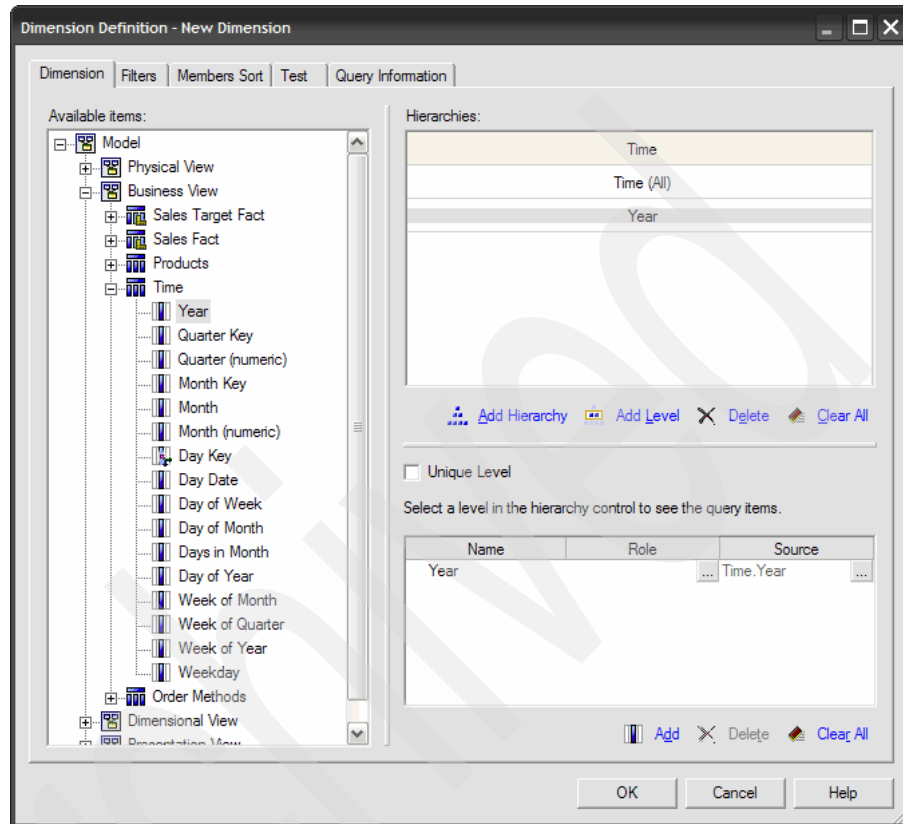 Dimension Definition - New Dimension
Dimension Filters Members Sort Test Query Information
Available items:
Model
Physical View
Business View
Sales Target Fact
Sales Fact
Products
Time
Year
Quarter Key
Quarter (numeric)
Month Key
Month
Month (numeric)
Day Key
Day Date
Day of Week
Day of Month
Days in Month
Day of Year
Week of Month
Week of Quarter
Week of Year
Weekday
Order Methods
Dimensional View
Presentation View
Hierarchies:
Time
Time (All)
Year
Add Hierarchy Add Level Delete Clear All
Unique Level
Select a level in the hierarchy control to see the query items.
Name Role Source
Year ... Time.Year ...
Add Delete Clear All
OK Cancel Help